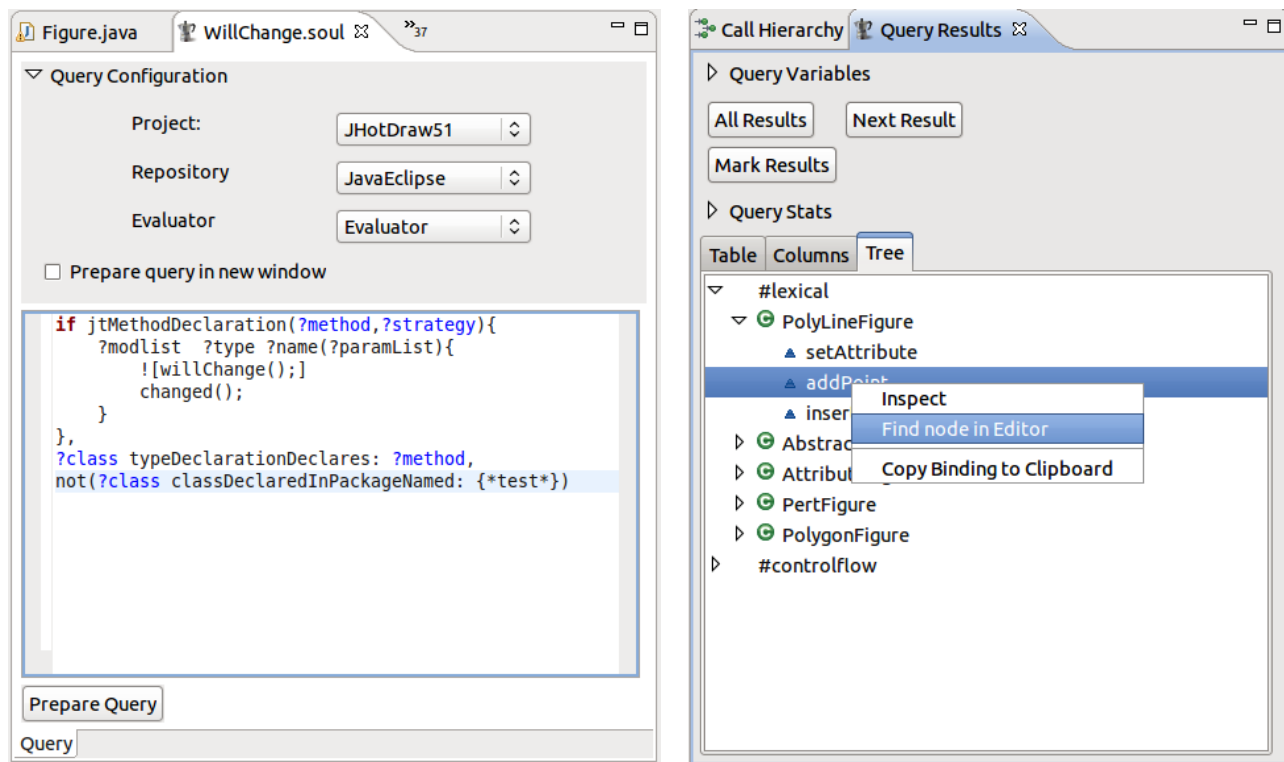 Figure.java
WillChange.soul
»37
Query Configuration
Project:
JHotDraw51
Repository
JavaEclipse
Evaluator
Evaluator
Prepare query in new window
if jtMethodDeclaration(?method,?strategy){
?modlist ?type ?name(?paramList){
![willChange();]
changed();
}
},
?class typeDeclarationDeclares: ?method,
not(?class classDeclaredInPackageNamed: {*test*})
Prepare Query
Query
Call Hierarchy
Query Results
Query Variables
All Results
Next Result
Mark Results
Query Stats
Table
Columns
Tree
#lexical
PolyLineFigure
setAttribute
addPoint
inser
Abstrac
Attribut
PertFigure
PolygonFigure
#controlflow
Inspect
Find node in Editor
Copy Binding to Clipboard